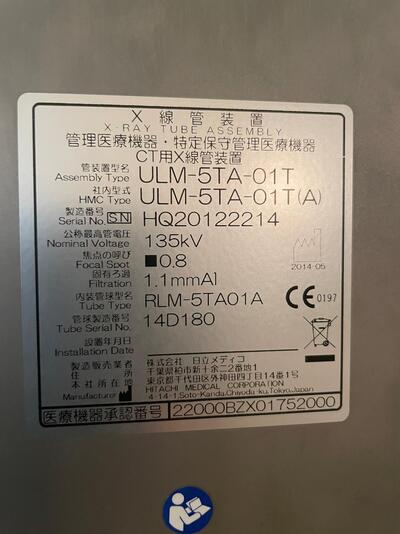 X線管装置
X-RAY TUBE ASSEMBLY
管理医療機器・特定保守管理医療機器
CT用X線管装置
管装置型名
Assembly Type ULM-5TA-01T
社内型式
HMC Type ULM-5TA-01T(A)
製造番号
Serial No. SN HQ20122214
公称最高管電圧
Nominal Voltage 135kV
焦点の呼び
Focal Spot ■0.8
固有ろ過
Filtration 1.1mmAl
2014-05
CE 0197
内装管球型名
Tube Type RLM-5TA01A
管球製造番号
Tube Serial No. 14D180
設置年月日
Installation Date
製造販売業者
住所
本社所在地
Manufacturer
株式会社 日立メディコ
千葉県柏市新十余二2番地1
東京都千代田区外神田四丁目14番1号
HITACHI MEDICAL CORPORATION
4-14-1,Soto-Kanda,Chiyoda-Ku,Tokyo,Japan
医療機器承認番号 22000BZX01752000